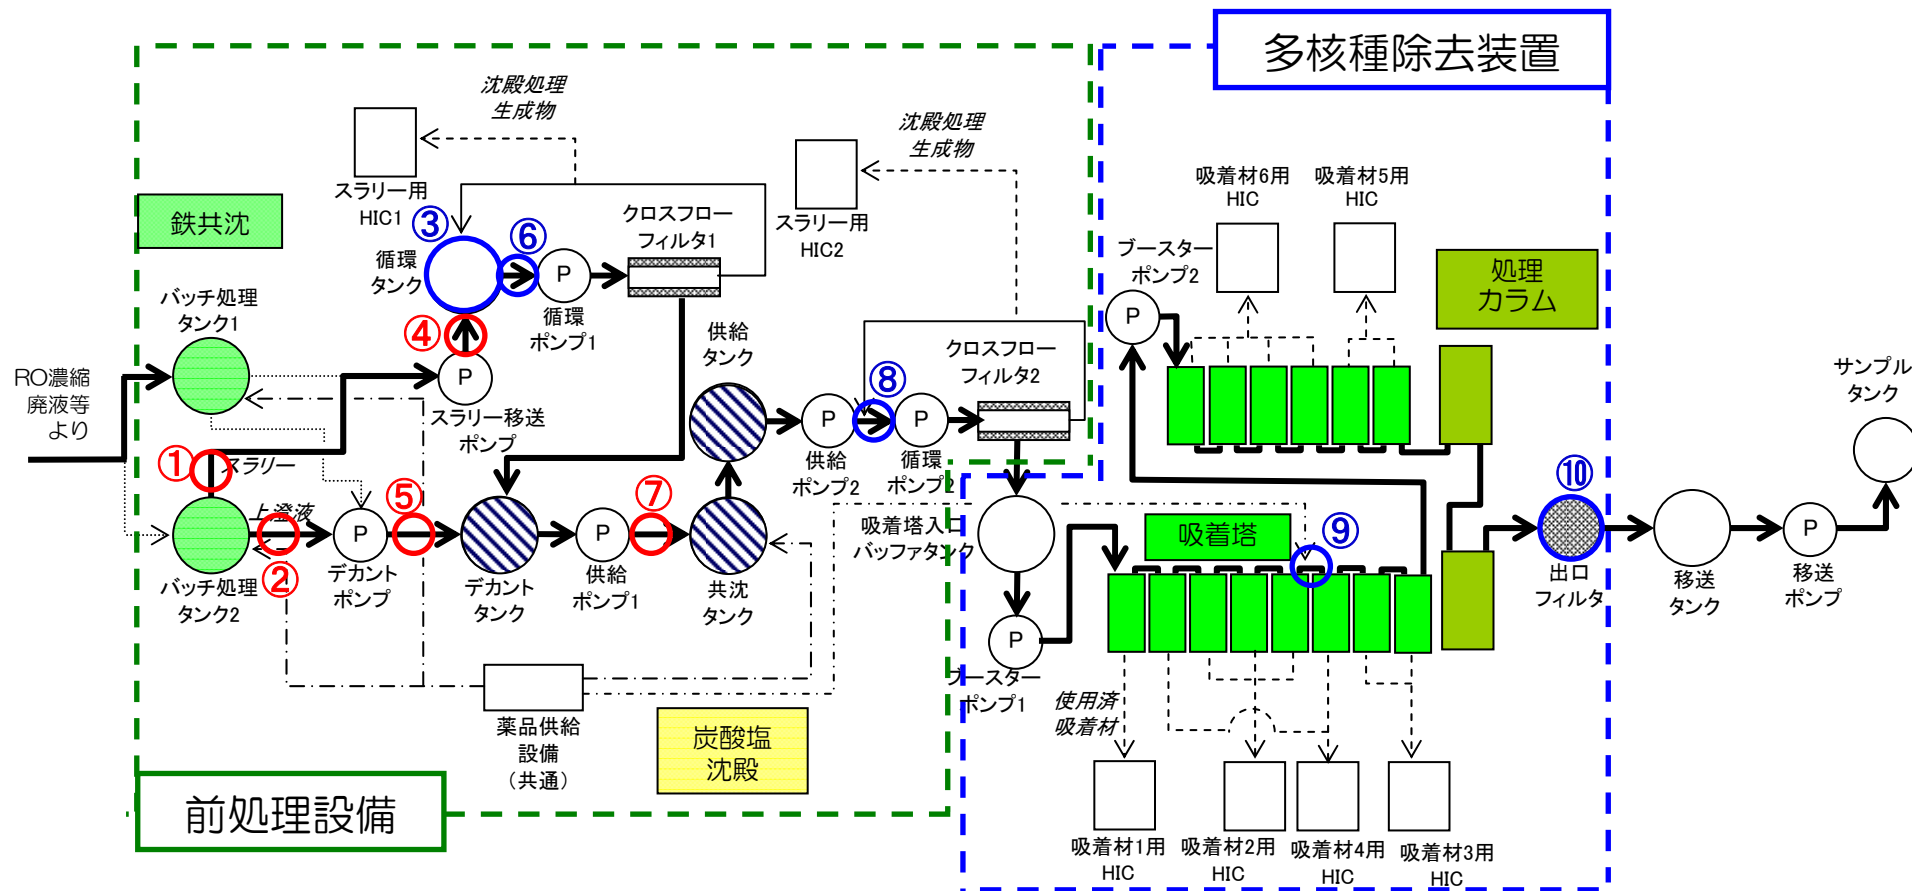 多核種除去装置
沈殿処理
生成物
沈殿処理
生成物
スラリー用
HIC1
スラリー用
HIC2
鉄共沈
③
⑥
循環
タンク
P
循環
ポンプ1
クロスフロー
フィルタ1
吸着材6用
HIC
吸着材5用
HIC
ブースター
ポンプ2
P
処理
カラム
バッチ処理
タンク1
④
P
スラリー移送
ポンプ
供給
タンク
⑧
クロスフロー
フィルタ2
P
供給
ポンプ2
P
循環
ポンプ2
サンプル
タンク
RO濃縮
廃液等
より
①
スラリー
上澄液
②
バッチ処理
タンク2
P
デカント
ポンプ
⑤
デカント
タンク
P
供給
ポンプ1
⑦
共沈
タンク
吸着塔入口
バッファタンク
吸着塔
⑨
⑩
出口
フィルタ
移送
タンク
P
移送
ポンプ
P
ブースター
ポンプ1
薬品供給
設備
（共通）
炭酸塩
沈殿
使用済
吸着材
前処理設備
吸着材1用
HIC
吸着材2用
HIC
吸着材4用
HIC
吸着材3用
HIC